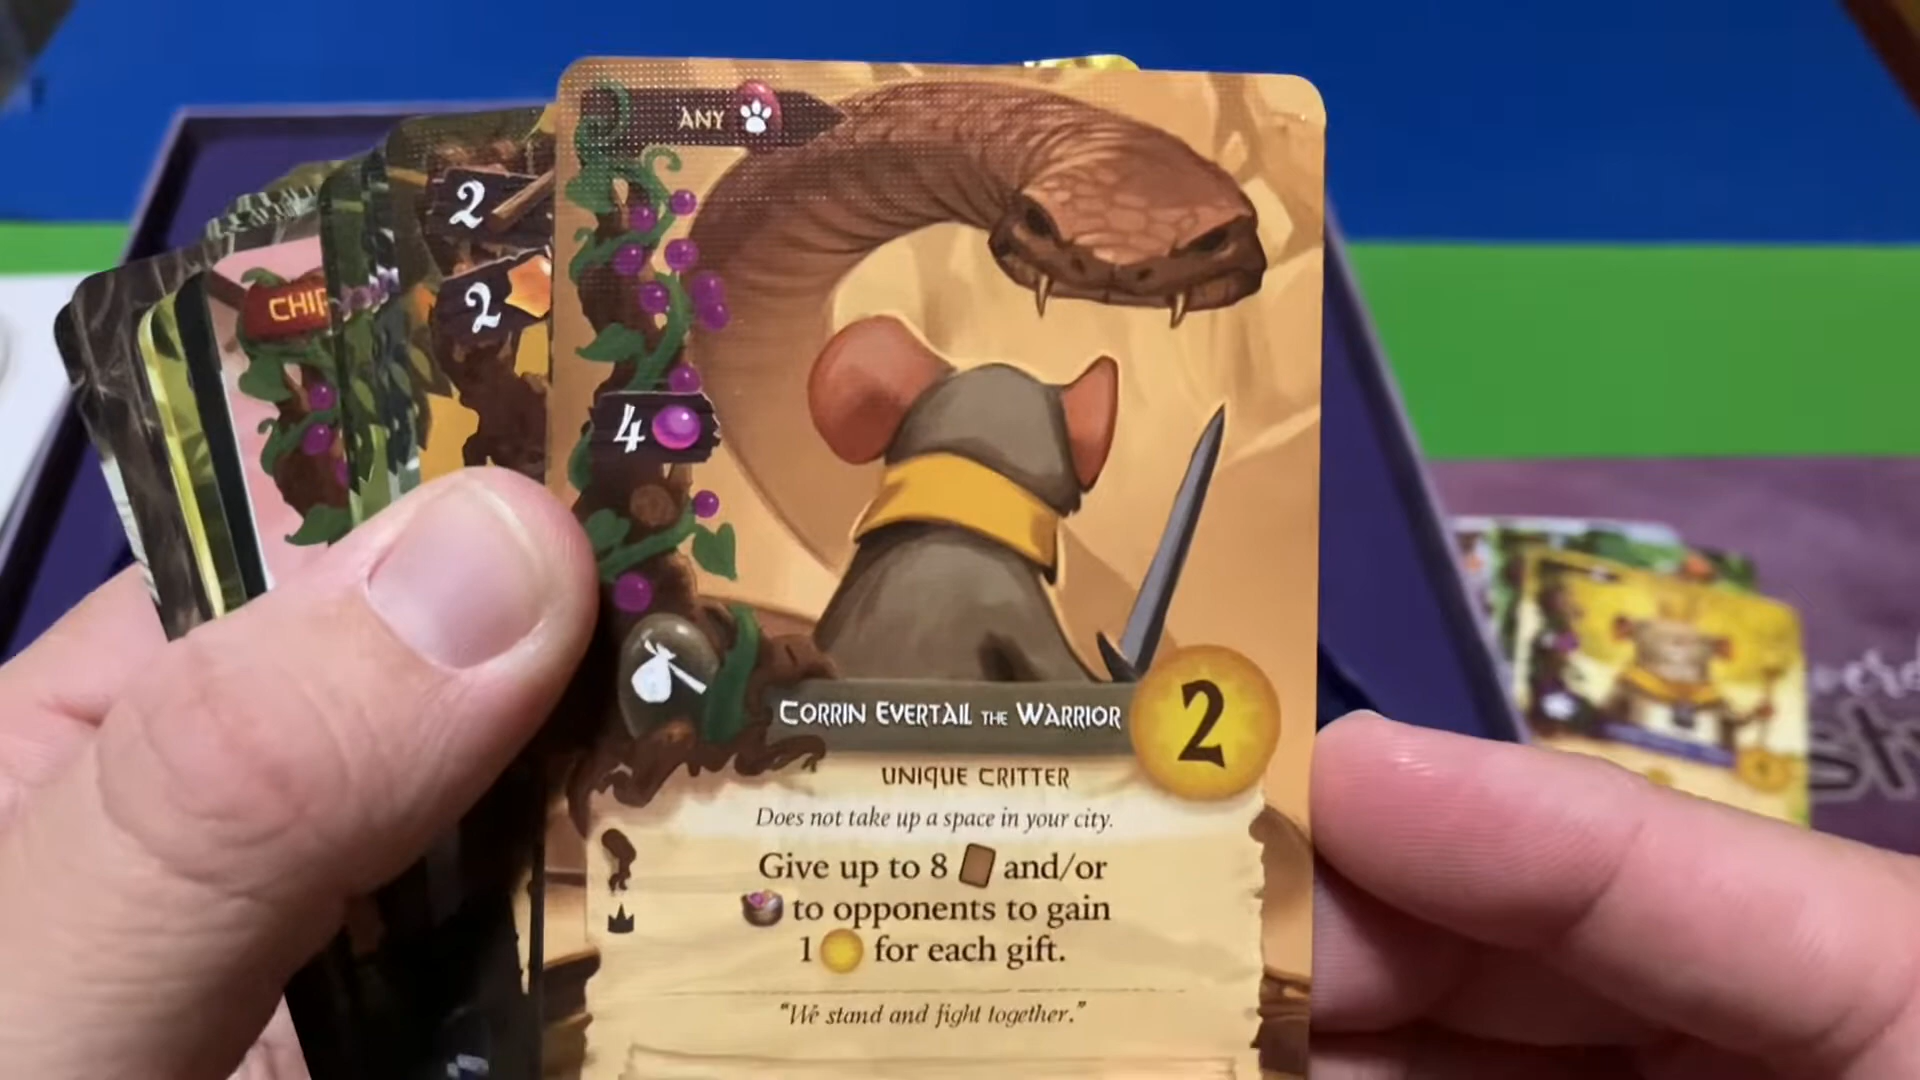 ANY
2
CHIP
2
4
CORRIN EVERTAIL THE WARRIOR
2
UNIQUE CRITTER
Does not take up a space in your city.
Give up to 8 and/or
to opponents to gain
1 for each gift.
"We stand and fight together."